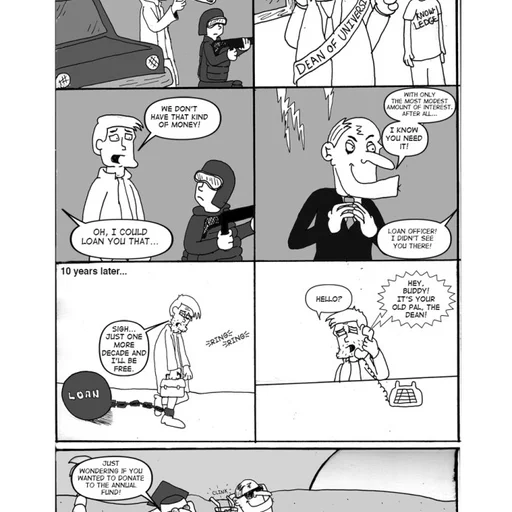 DEAN OF UNIVERS
KNOW
LEDGE
WE DON'T
HAVE THAT KIND
OF MONEY!
OH, I COULD
LOAN YOU THAT...
WITH ONLY
THE MOST MODEST
AMOUNT OF INTEREST.
AFTER ALL...
I KNOW
YOU NEED
IT!
LOAN OFFICER!
I DIDN'T SEE
YOU THERE!
10 years later...
SIGH...
JUST ONE
MORE
DECADE AND
I'LL BE
FREE.
RING
RING
LOAN
HELLO?
HEY,
BUDDY!
IT'S YOUR
OLD PAL, THE
DEAN!
JUST
WONDERING IF YOU
WANTED TO DONATE
TO THE ANNUAL
FUND!
CLINK